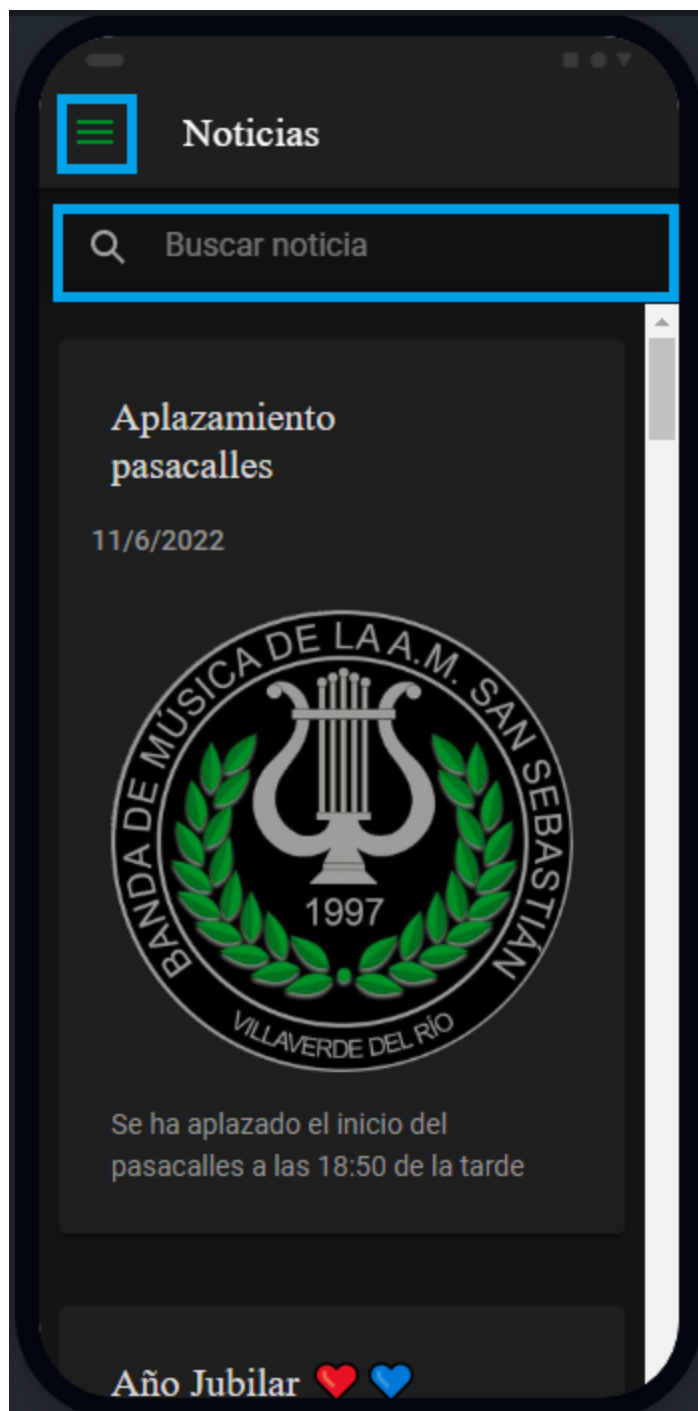 Noticias
Buscar noticia
Aplazamiento
pasacalles
11/6/2022
BANDA DE MÚSICA DE LA A.M. SAN SEBASTIÁN
1997
VILLAVERDE DEL RÍO
Se ha aplazado el inicio del
pasacalles a las 18:50 de la tarde
Año Jubilar ❤️ 💙